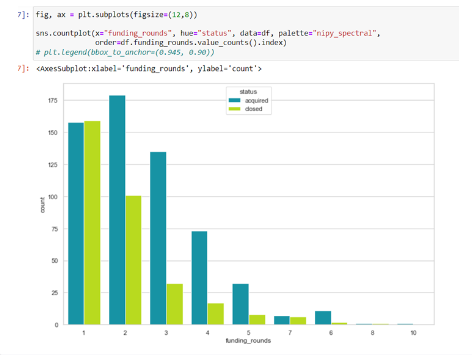 7]: fig, ax = plt.subplots(figsize=(12,8))
sns.countplot(x="funding_rounds", hue="status", data=df, palette="nipy_spectral",
order=df.funding_rounds.value_counts().index)
# plt.legend(bbox_to_anchor=(0.945, 0.90))
7]: <AxesSubplot:xlabel='funding_rounds', ylabel='count'>
status
acquired
closed
175
150
125
100
75
50
25
0
count
1 2 3 4 5 7 6 8 10
funding_rounds